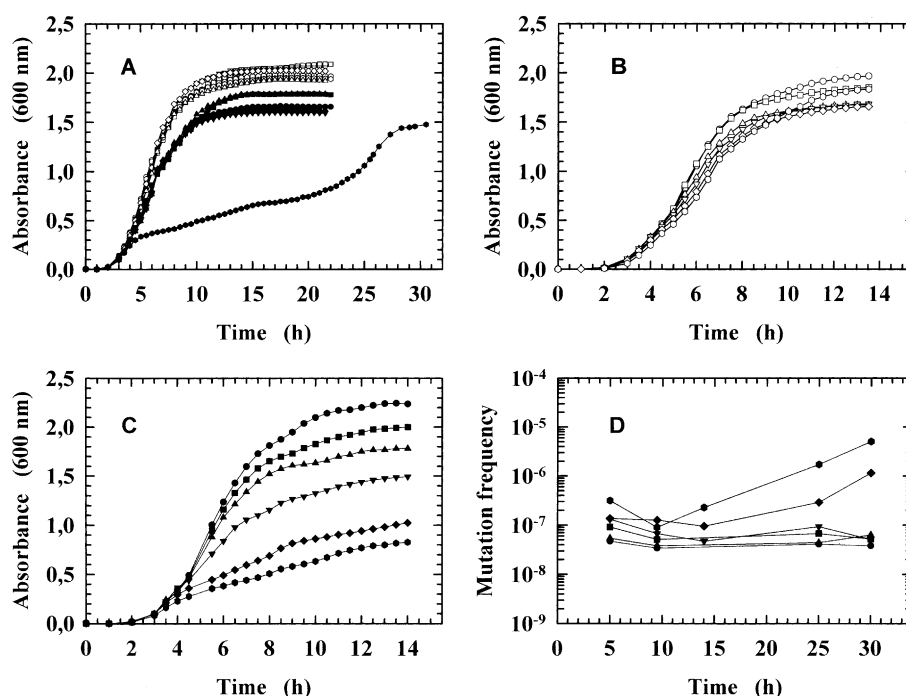 2,5
2,0
1,5
1,0
0,5
0,0
Absorbance (600 nm)
A
0 5 10 15 20 25 30
Time (h)
2,5
2,0
1,5
1,0
0,5
0,0
Absorbance (600 nm)
B
0 2 4 6 8 10 12 14
Time (h)
2,5
2,0
1,5
1,0
0,5
0,0
Absorbance (600 nm)
C
0 2 4 6 8 10 12 14
Time (h)
10⁻⁴
10⁻⁵
10⁻⁶
10⁻⁷
10⁻⁸
10⁻⁹
Mutation frequency
D
0 5 10 15 20 25 30
Time (h)